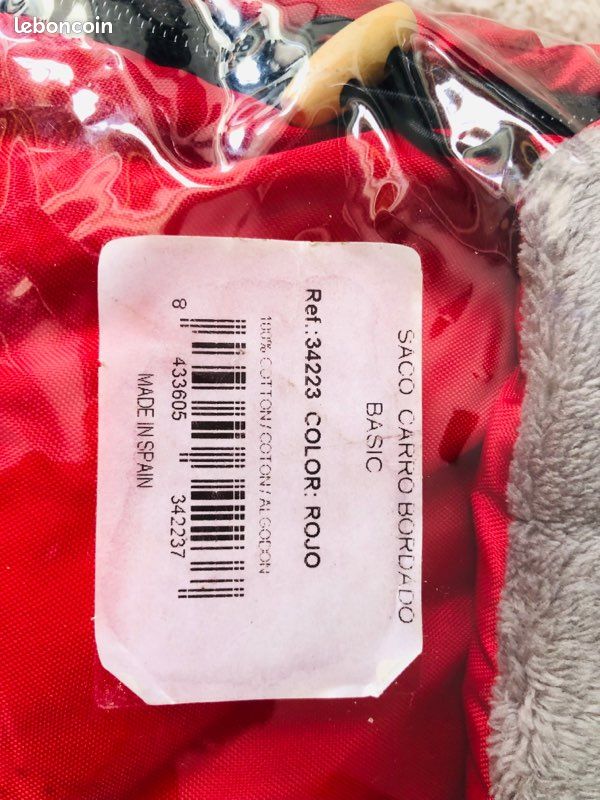 leboncoin
SACO CARRO BORDADO
BASIC
Ref.:34223 COLOR: ROJO
100% COTTON/COTON/ALGODON
8 433605 342237
MADE IN SPAIN